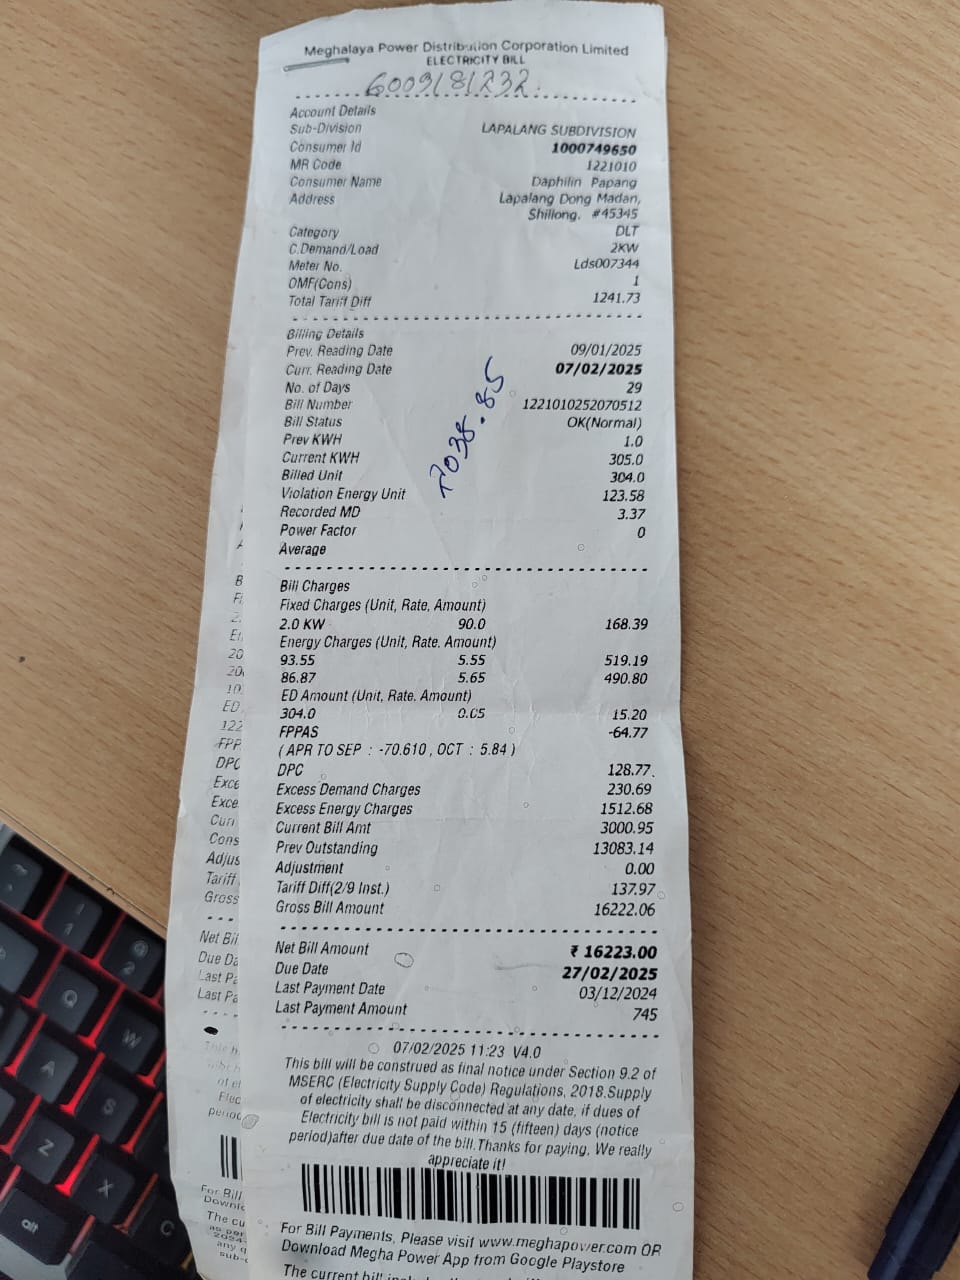 Meghalaya Power Distribution Corporation Limited
ELECTRICITY BILL
6009181232
Account Details
Sub-Division LAPALANG SUBDIVISION
Consumer Id 1000749650
MR Code 1221010
Consumer Name Daphilin Papang
Address Lapalang Dong Madan,
Shillong. #45345
Category DLT
C.Demand/Load 2KW
Meter No. Lds007344
OMF(Cons) 1
Total Tariff Diff 1241.73
Billing Details
Prev. Reading Date 09/01/2025
Curr. Reading Date 07/02/2025
No. of Days 29
Bill Number 1221010252070512
Bill Status OK(Normal)
Prev KWH 1.0
Current KWH 305.0
Billed Unit 304.0
Violation Energy Unit 123.58
Recorded MD 3.37
Power Factor 0
Average
7038.85
Bill Charges
Fixed Charges (Unit, Rate, Amount)
2.0 KW 90.0 168.39
Energy Charges (Unit, Rate. Amount)
93.55 5.55 519.19
86.87 5.65 490.80
ED Amount (Unit, Rate. Amount)
304.0 0.05 15.20
FPPAS -64.77
( APR TO SEP : -70.610 , OCT : 5.84 )
DPC 128.77
Excess Demand Charges 230.69
Excess Energy Charges 1512.68
Current Bill Amt 3000.95
Prev Outstanding 13083.14
Adjustment 0.00
Tariff Diff(2/9 Inst.) 137.97
Gross Bill Amount 16222.06
Net Bill Amount ₹ 16223.00
Due Date 27/02/2025
Last Payment Date 03/12/2024
Last Payment Amount 745
07/02/2025 11:23 V4.0
This bill will be construed as final notice under Section 9.2 of
MSERC (Electricity Supply Code) Regulations, 2018.Supply
of electricity shall be disconnected at any date, if dues of
Electricity bill is not paid within 15 (fifteen) days (notice
period)after due date of the bill.Thanks for paying. We really
appreciate it!
For Bill Payments, Please visit www.meghapower.com OR
Download Megha Power App from Google Playstore
The current bill